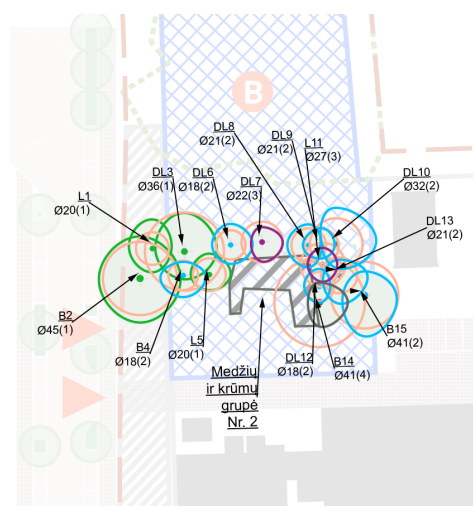 B
DL8
Ø21(2)
DL9
Ø21(2)
L11
Ø27(3)
DL3
Ø36(1)
DL6
Ø18(2)
DL7
Ø22(3)
DL10
Ø32(2)
L1
Ø20(1)
DL13
Ø21(2)
B2
Ø45(1)
B4
Ø18(2)
L5
Ø20(1)
DL12
Ø18(2)
B14
Ø41(4)
B15
Ø41(2)
Medžių
ir krūmų
grupė
Nr. 2